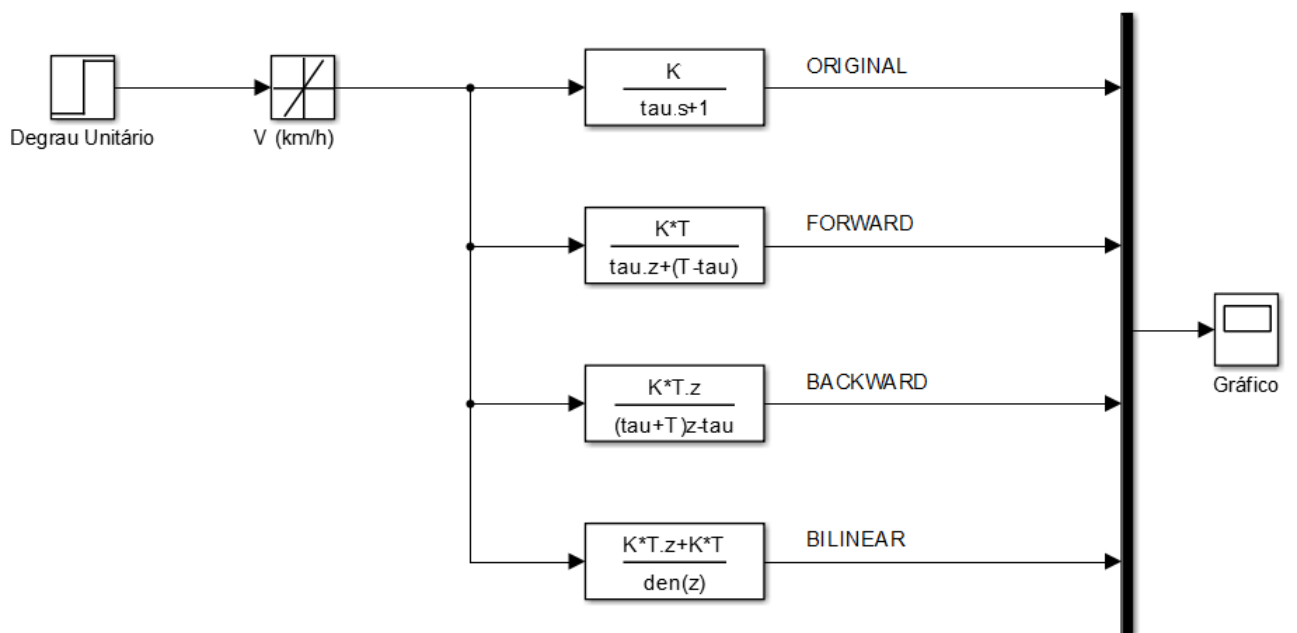 Degrau Unitário
V (km/h)
K
tau.s+1
ORIGINAL
K*T
tau.z+(T-tau)
FORWARD
K*T.z
(tau+T)z-tau
BACKWARD
K*T.z+K*T
den(z)
BILINEAR
Gráfico